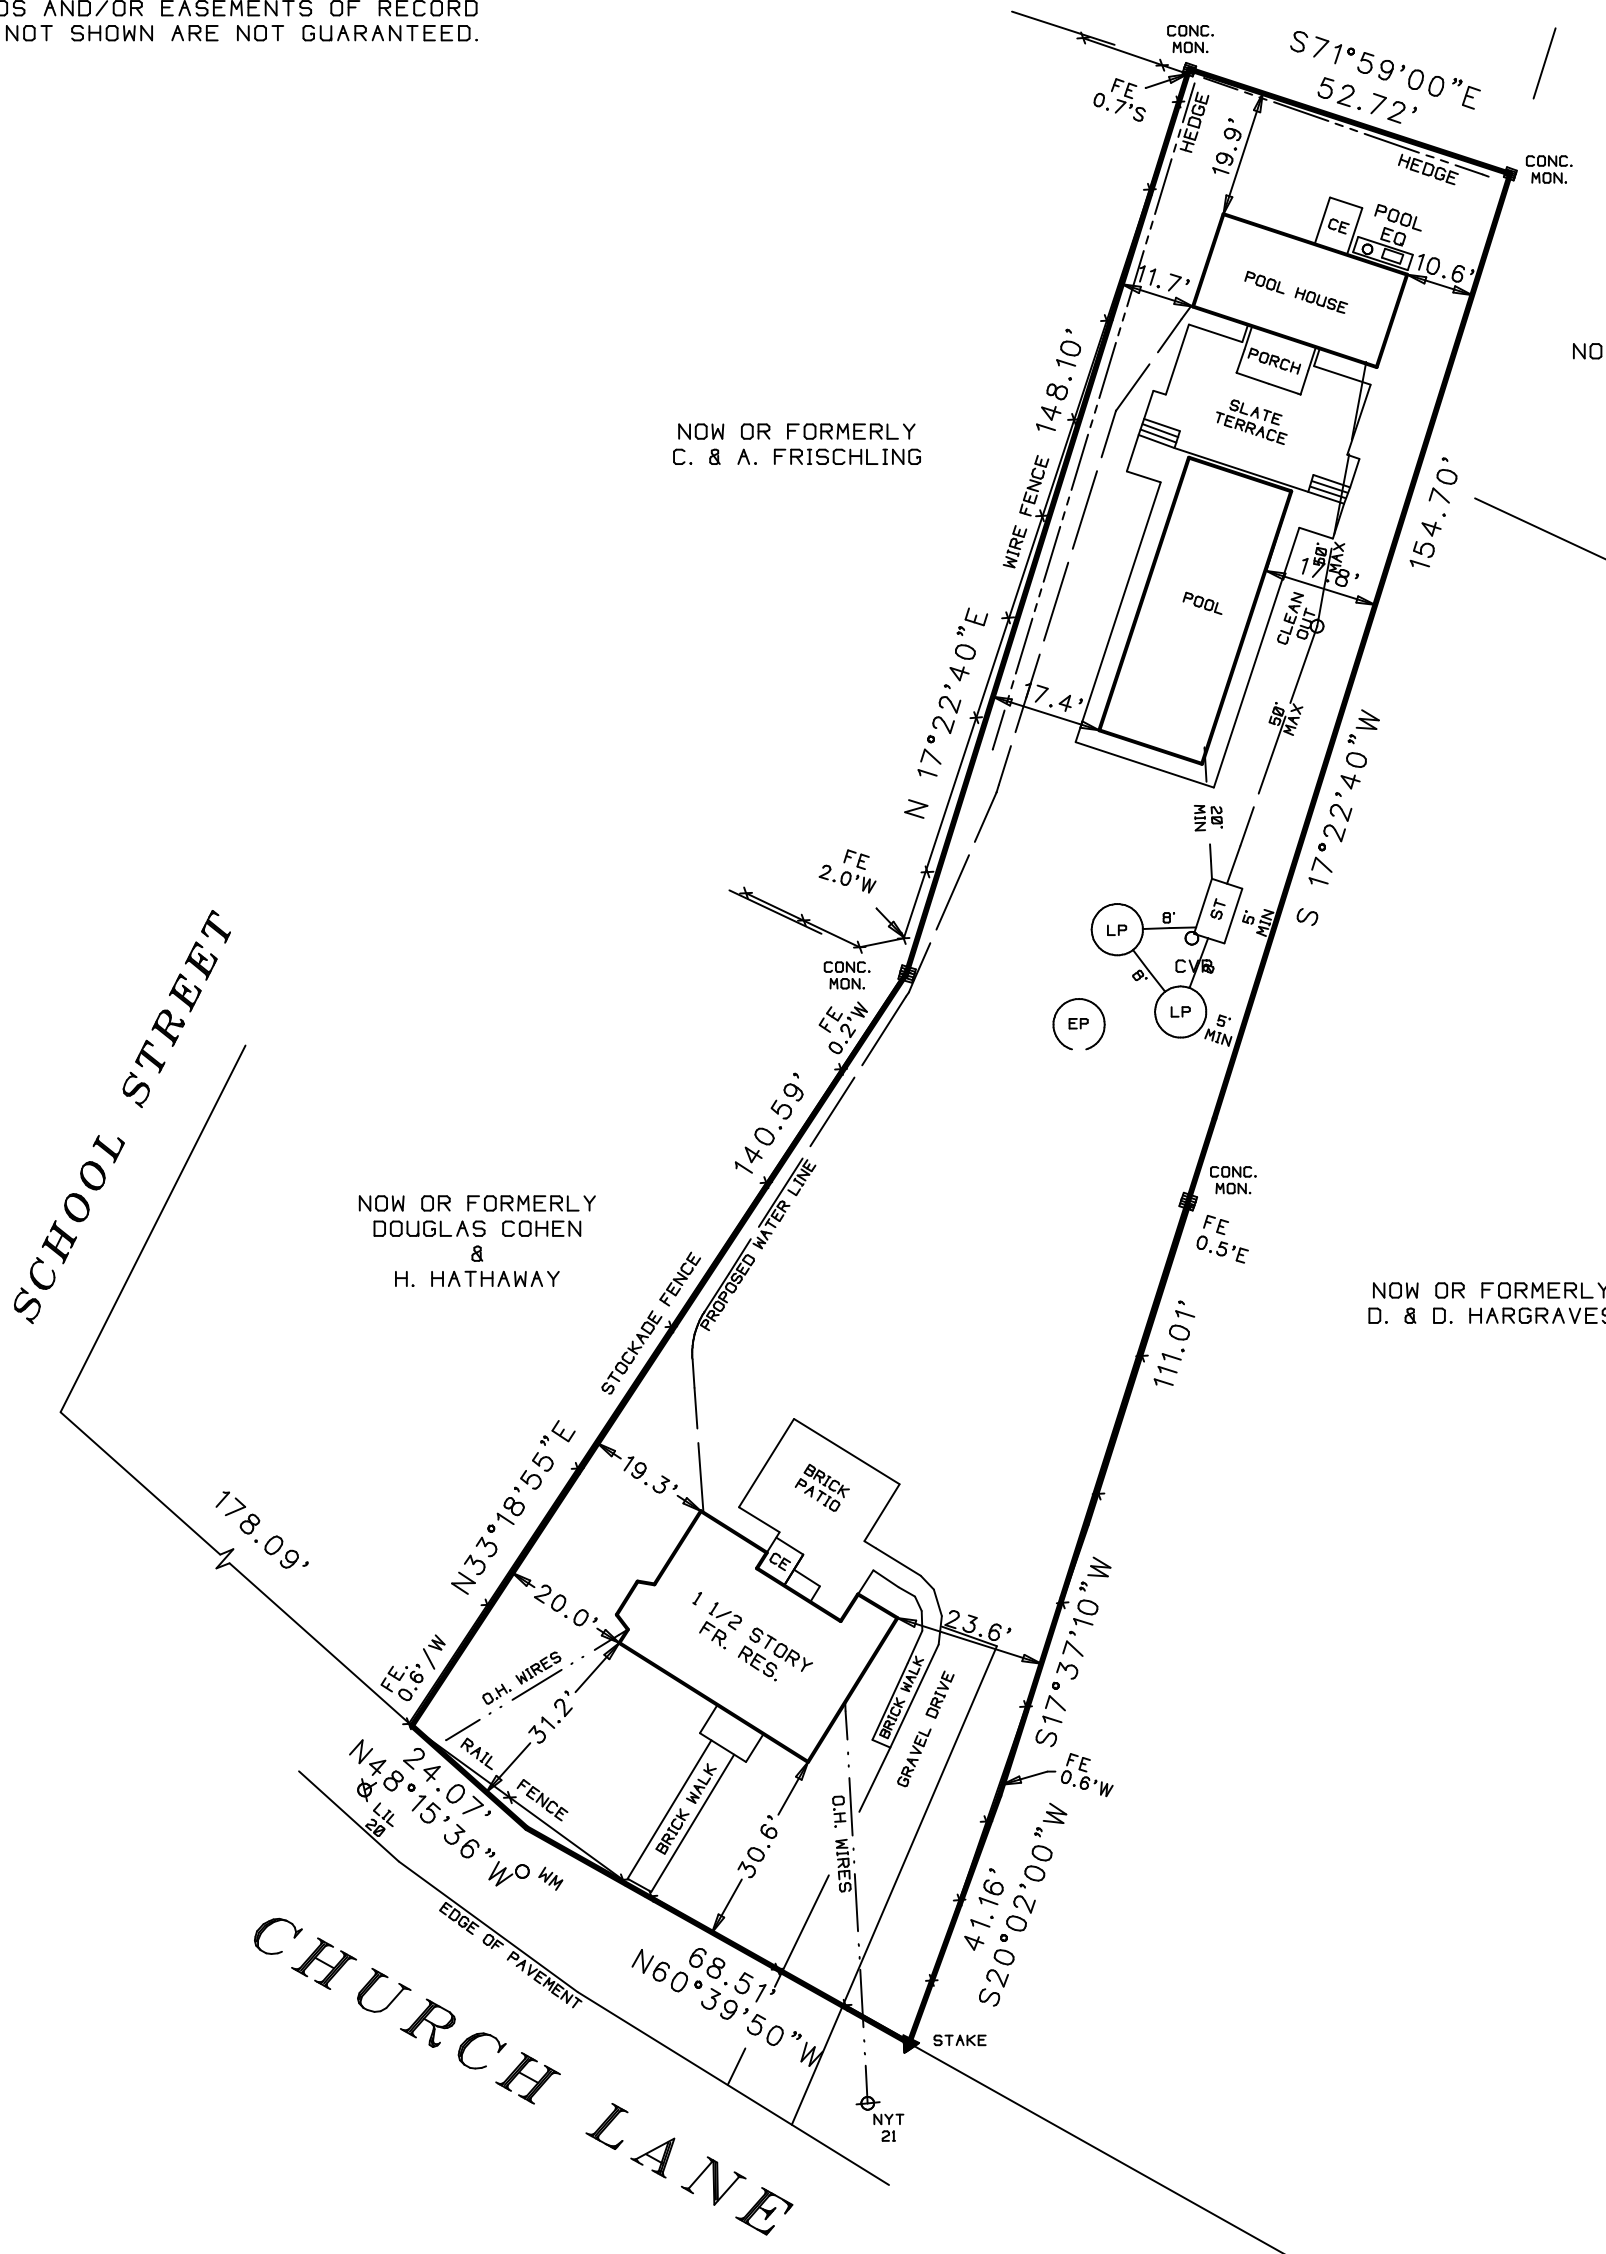 DS AND/OR EASEMENTS OF RECORD
NOT SHOWN ARE NOT GUARANTEED.
CONC.
MON.
S71°59'00"E
52.72'
FE
0.7'S
HEDGE
19.9'
HEDGE
CONC.
MON.
CE
POOL
EQ
10.6'
11.7'
POOL HOUSE
NO
PORCH
SLATE
TERRACE
148.10'
NOW OR FORMERLY
C. & A. FRISCHLING
WIRE FENCE
154.70'
50'
MAX
17.8'
POOL
CLEAN
OUT
N 17°22'40"E
17.4'
50'
MAX
S 17°22'40"W
20'
MIN
FE
2.0'W
ST
5'
MIN
LP
8'
CVB
8'
8'
LP
5'
MIN
EP
CONC.
MON.
FE
0.2'W
SCHOOL STREET
140.59'
CONC.
MON.
FE
0.5'E
PROPOSED WATER LINE
NOW OR FORMERLY
DOUGLAS COHEN
&
H. HATHAWAY
NOW OR FORMERLY
D. & D. HARGRAVES
STOCKADE FENCE
111.01'
N33°18'55"E
19.3'
BRICK
PATIO
178.09'
CE
20.0'
1 1/2 STORY
FR. RES.
23.6'
S17°37'10"W
FE.
0.6'/W
O.H. WIRES
31.2'
BRICK WALK
GRAVEL DRIVE
RAIL
FENCE
24.07'
N48°15'36"W
LIL
20
BRICK WALK
30.6'
O.H. WIRES
FE
0.6'W
WM
41.16'
S20°02'00"W
EDGE OF PAVEMENT
68.51'
N60°39'50"W
STAKE
CHURCH LANE
NYT
21